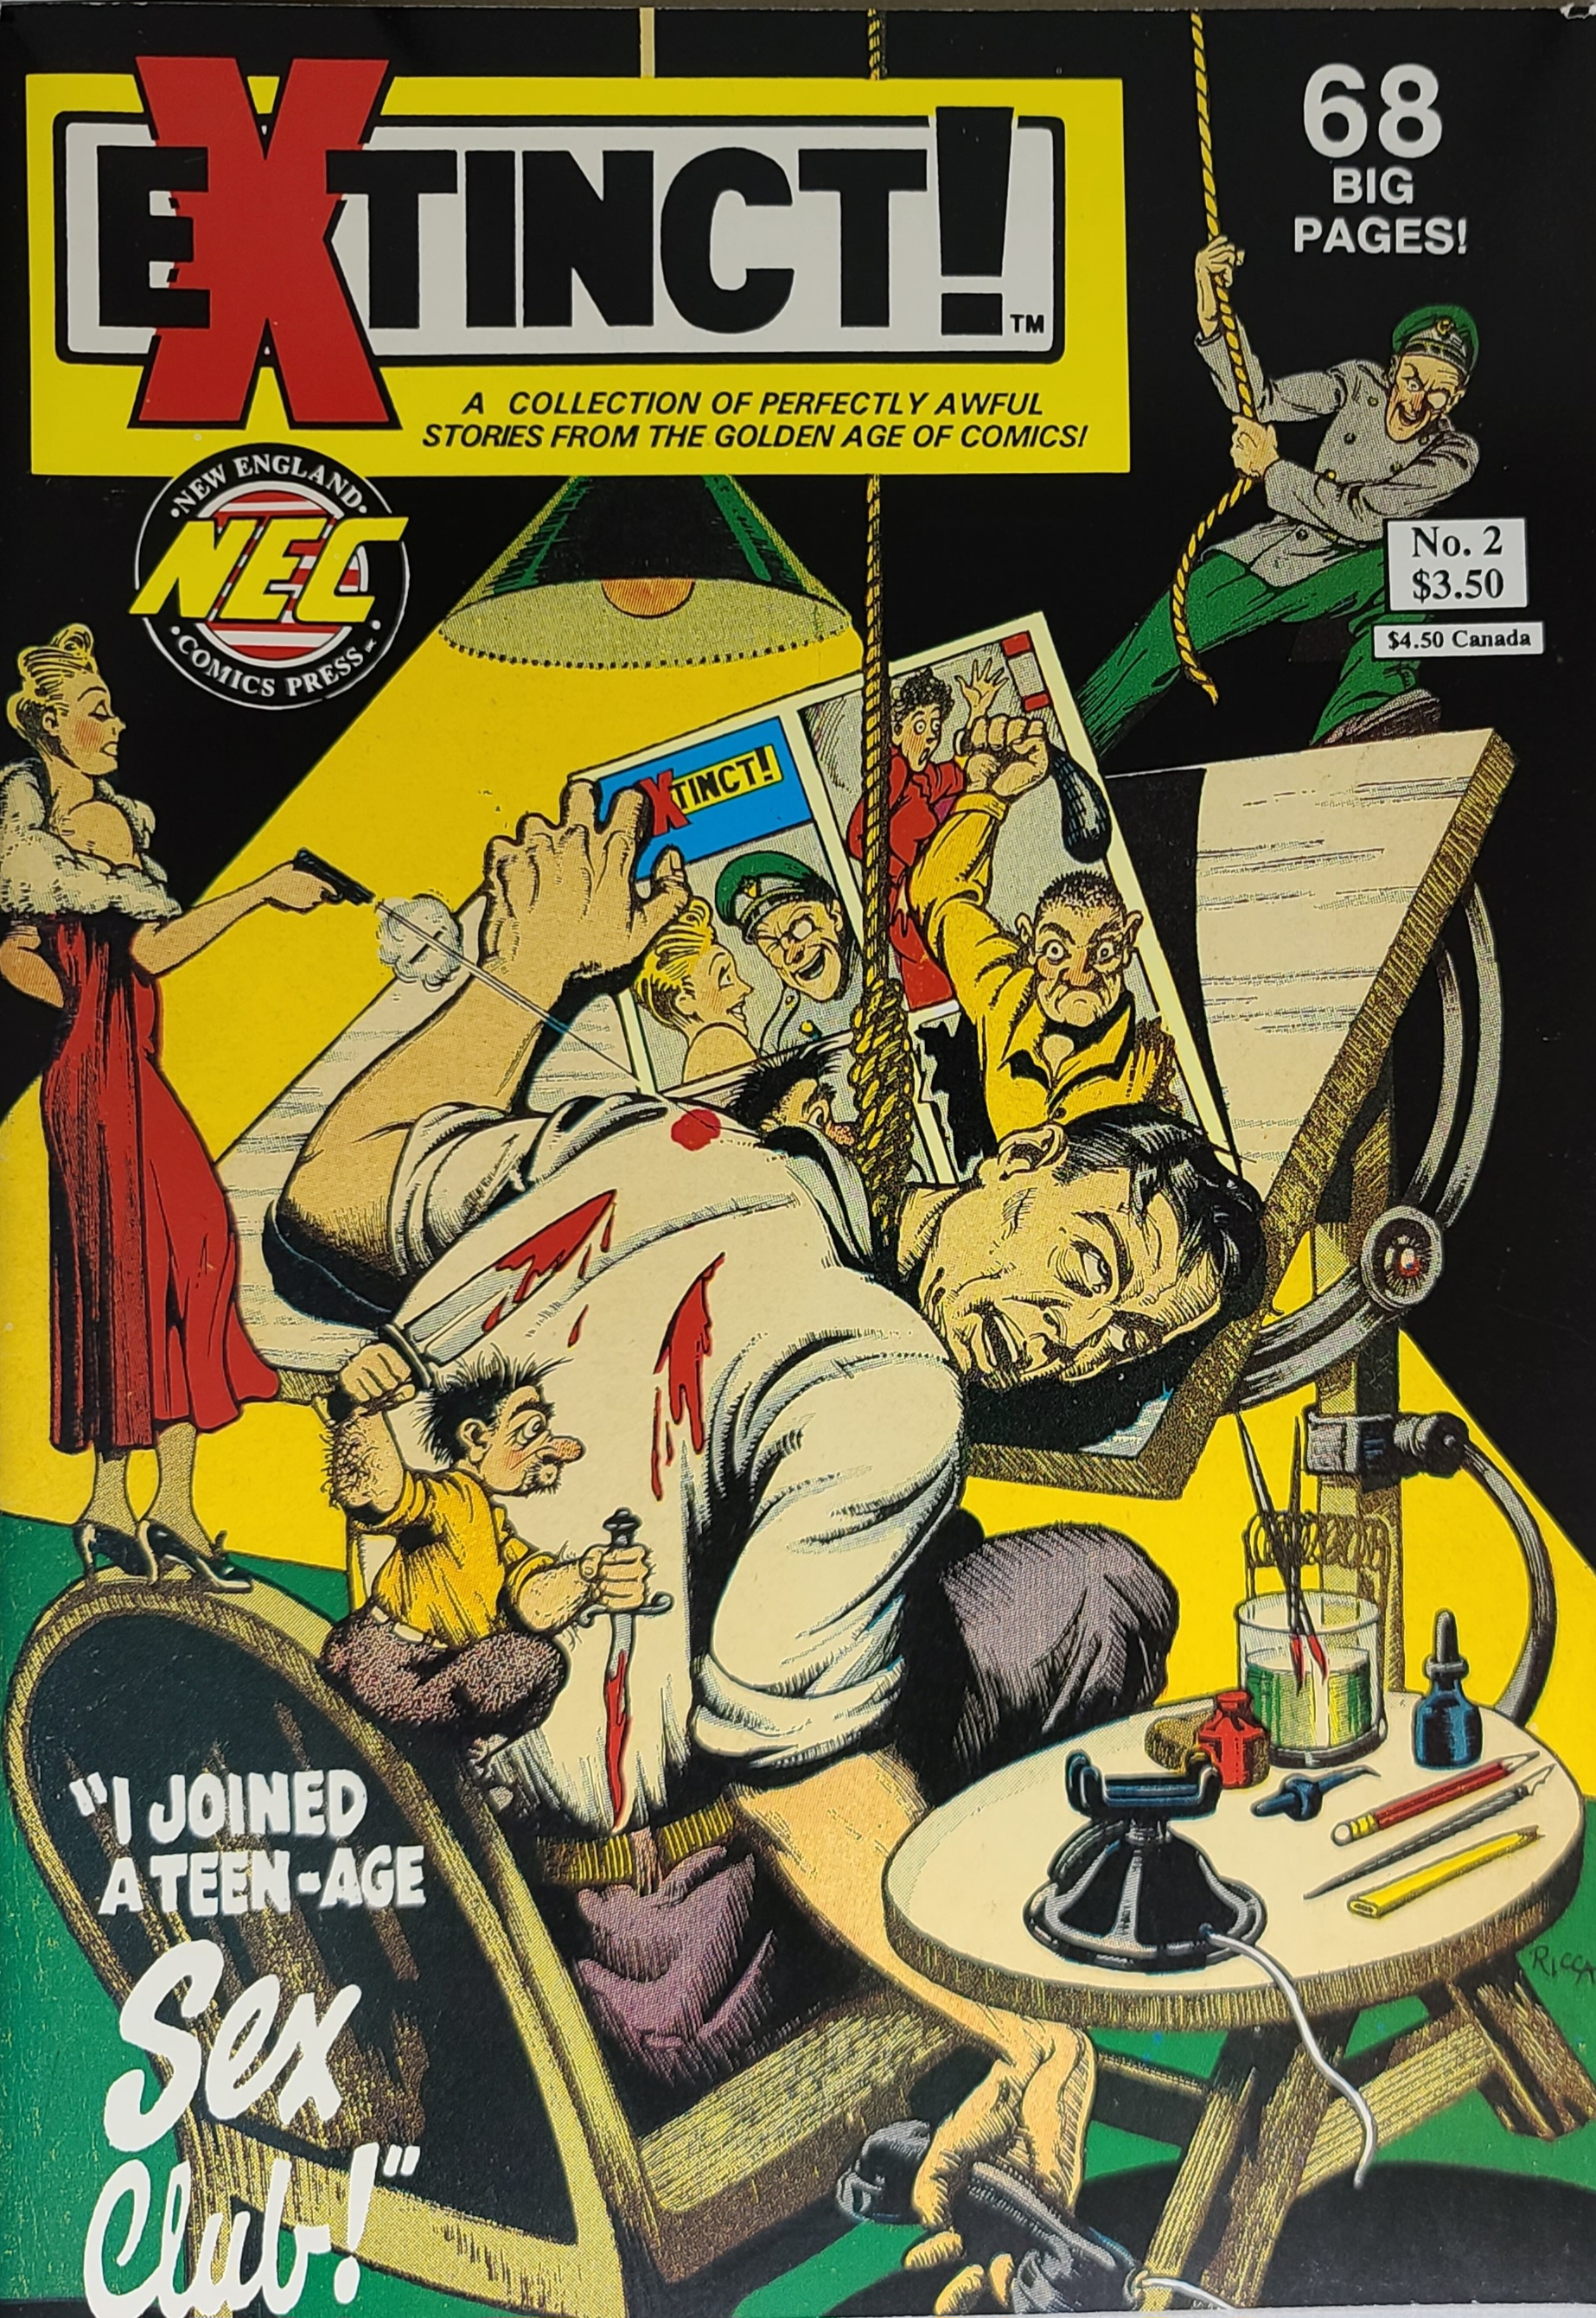 EXTINCT!
TM
A COLLECTION OF PERFECTLY AWFUL
STORIES FROM THE GOLDEN AGE OF COMICS!
68
BIG
PAGES!
NEW ENGLAND
NEC
COMICS PRESS
No. 2
$3.50
$4.50 Canada
XTINCT!
"I JOINED
A TEEN-AGE
Sex
Club!"
RICCA